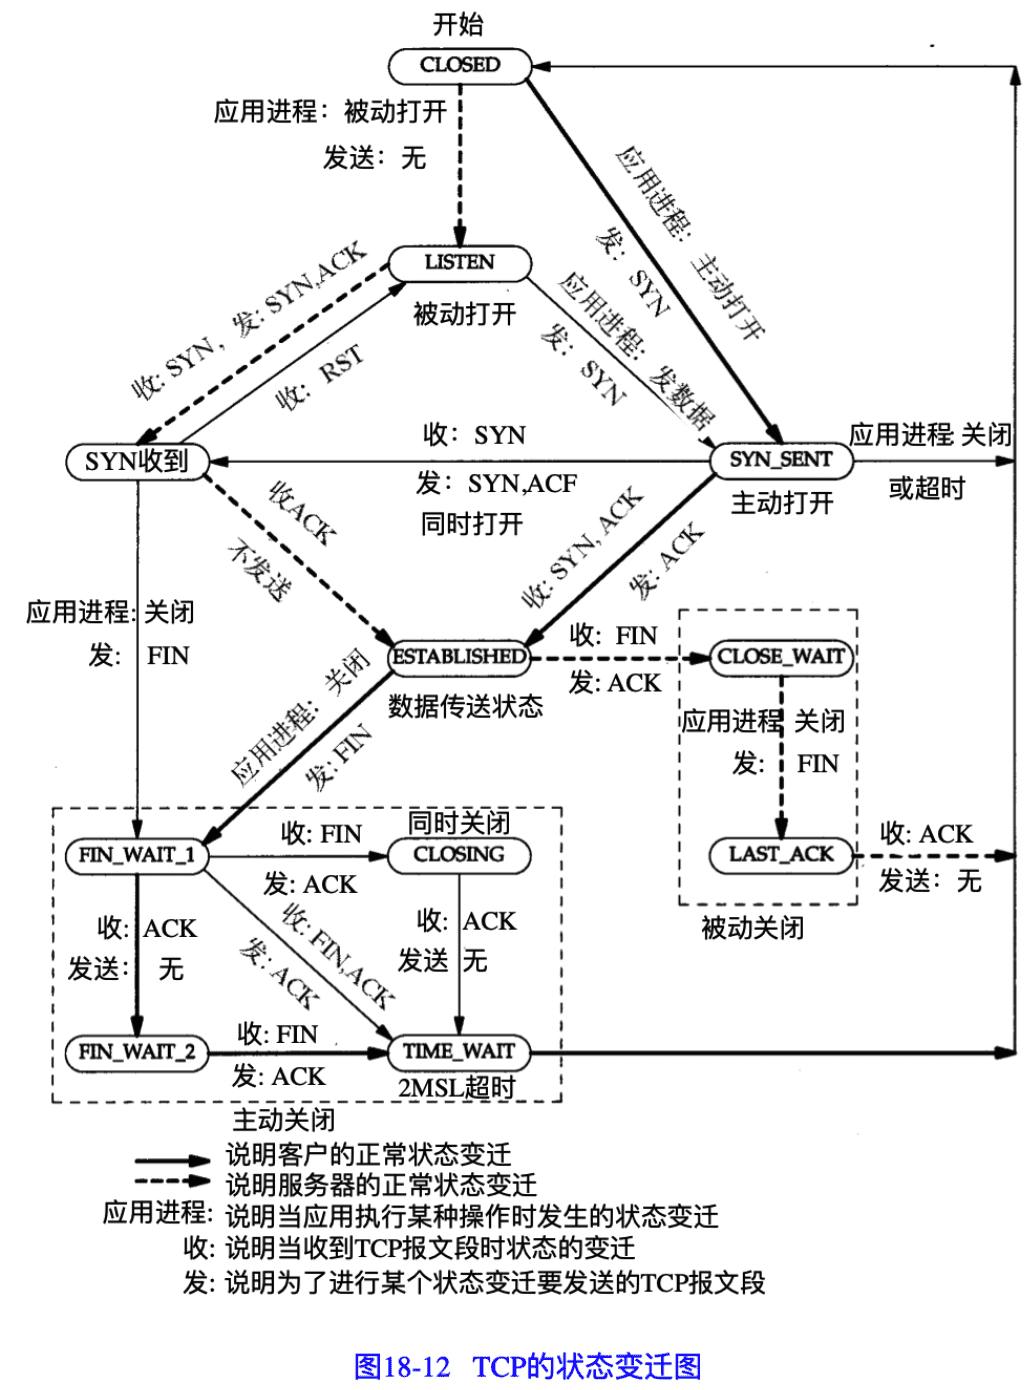 开始
CLOSED
应用进程：被动打开
发送：无
应用进程：主动打开
发：SYN
LISTEN
被动打开
收: SYN，发: SYN,ACK
收：RST
应用进程：发数据
发：SYN
SYN收到
收：SYN
发：SYN,ACF
同时打开
SYN_SENT
主动打开
应用进程: 关闭
或超时
收ACK
不发送
收: SYN, ACK
发: ACK
应用进程: 关闭
发: FIN
ESTABLISHED
数据传送状态
收: FIN
发: ACK
CLOSE_WAIT
应用进程 关闭
发: FIN
应用进程：关闭
发: FIN
FIN_WAIT_1
收: FIN
发: ACK
同时关闭
CLOSING
LAST_ACK
收: ACK
发送：无
被动关闭
收: ACK
发送: 无
收: FIN,ACK
发: ACK
收: ACK
发送 无
FIN_WAIT_2
收: FIN
发: ACK
TIME_WAIT
2MSL超时
主动关闭
说明客户的正常状态变迁
说明服务器的正常状态变迁
应用进程: 说明当应用执行某种操作时发生的状态变迁
收: 说明当收到TCP报文段时状态的变迁
发: 说明为了进行某个状态变迁要发送的TCP报文段
图18-12 TCP的状态变迁图